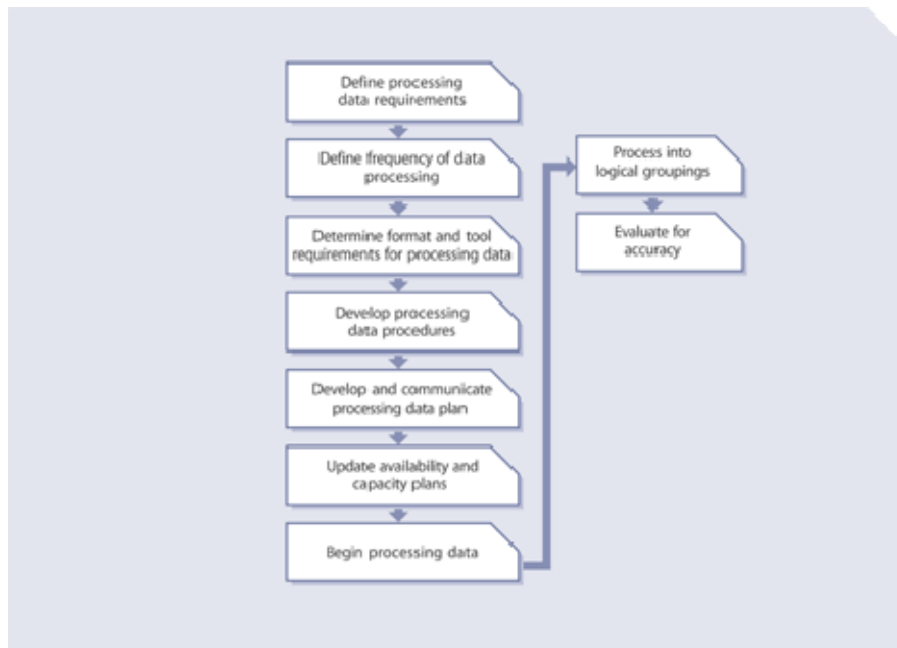 Define processing
data requirements
Define frequency of data
processing
Determine format and tool
requirements for processing data
Develop processing
data procedures
Develop and communicate
processing data plan
Update availability and
capacity plans
Begin processing data
Process into
logical groupings
Evaluate for
accuracy